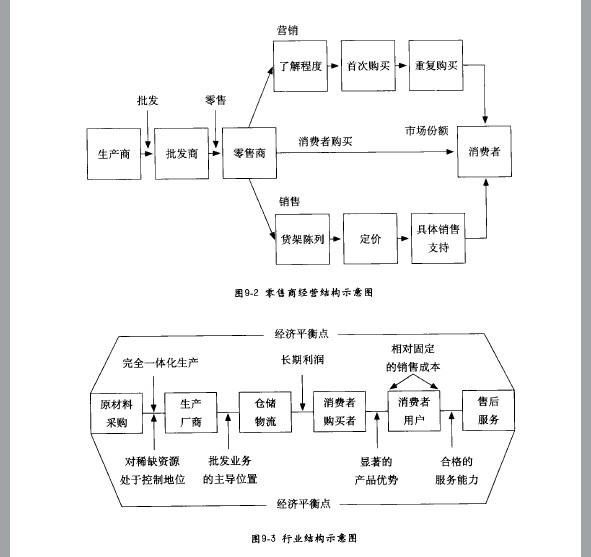 营销
了解程度
首次购买
重复购买
批发
零售
生产商
批发商
零售商
消费者购买
市场份额
消费者
销售
货架陈列
定价
具体销售
支待
图9-2 零售商经营结构示意图
经济平衡点
完全一体化生产
长期利润
相对固定
的销售成本
原材料
采购
生产
厂商
仓储
物流
消费者
购买者
消费者
用户
售后
服务
对稀缺资源
处于控制地位
批发业务
的主导位置
显著的
产品优势
合格的
服务能力
经济平衡点
图9-3 行业结构示意图